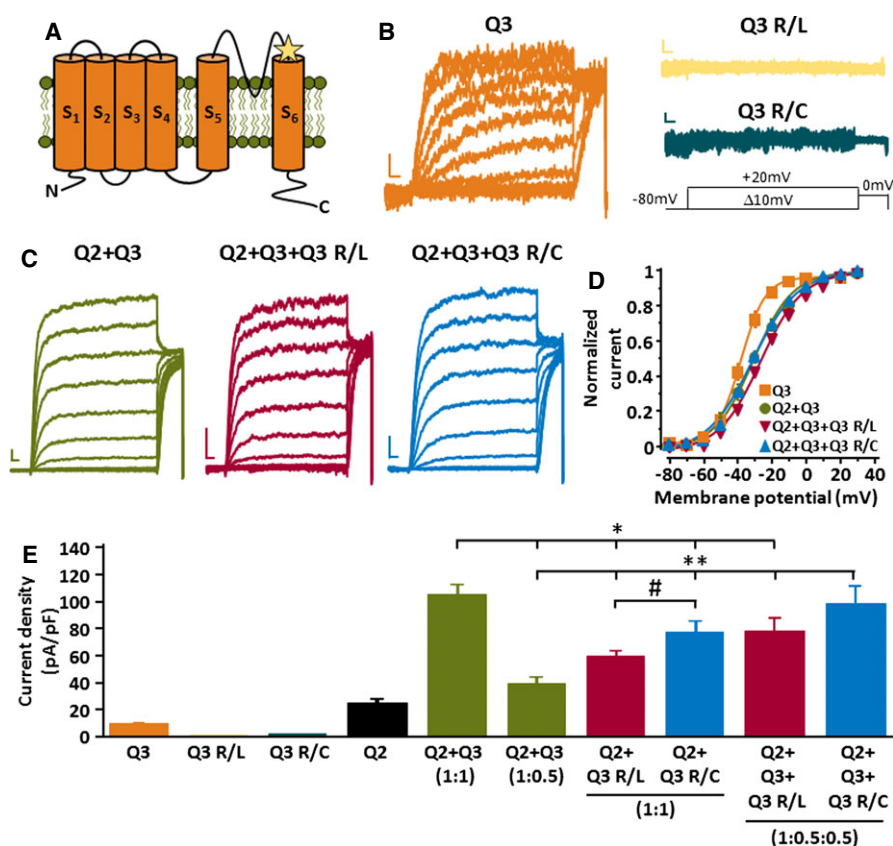 A
S1 S2 S3 S4 S5 S6
N
C
B
Q3
Q3 R/L
Q3 R/C
-80mV
+20mV
Δ10mV
0mV
C
Q2+Q3
Q2+Q3+Q3 R/L
Q2+Q3+Q3 R/C
D
Normalized
current
1
0.8
0.6
0.4
0.2
0
Q3
Q2+Q3
Q2+Q3+Q3 R/L
Q2+Q3+Q3 R/C
-80 -60 -40 -20 0 20 40
Membrane potential (mV)
E
Current density
(pA/pF)
140
120
100
80
60
40
20
0
*
**
#
Q3
Q3 R/L
Q3 R/C
Q2
Q2+Q3
(1:1)
Q2+Q3
(1:0.5)
Q2+
Q3 R/L
Q2+
Q3 R/C
(1:1)
Q2+
Q3+
Q3 R/L
Q2+
Q3+
Q3 R/C
(1:0.5:0.5)